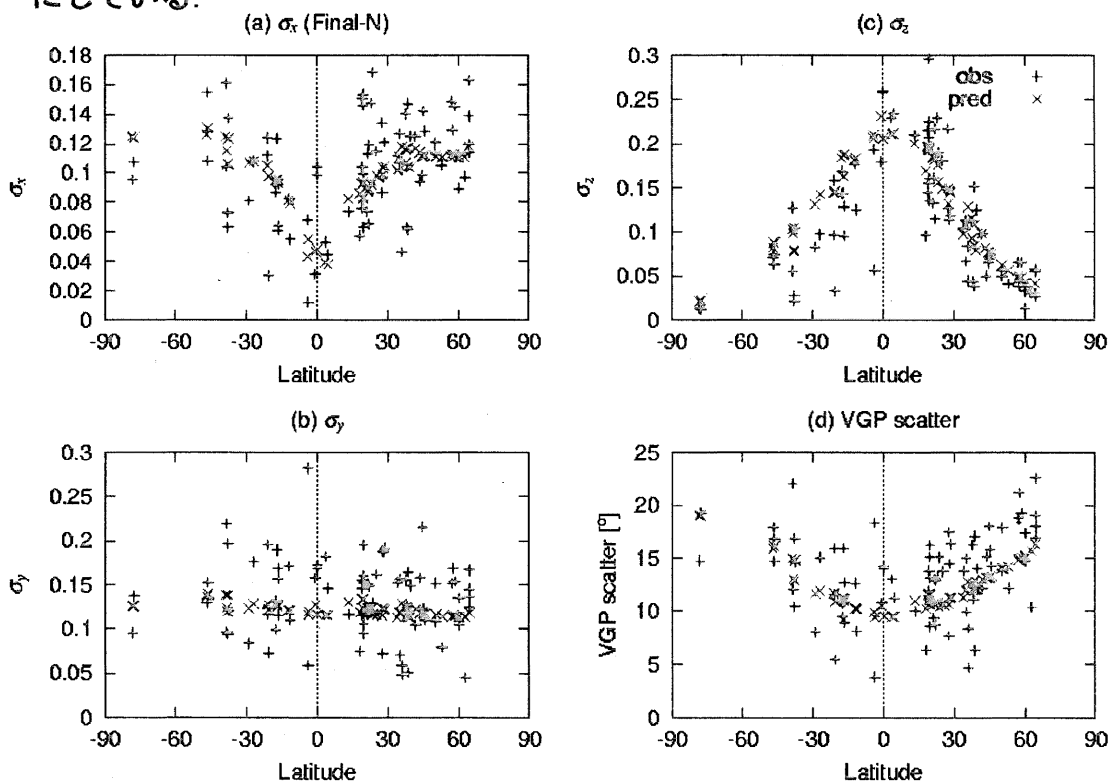 にしている.
(a) σx (Final-N)
0.18
0.16
0.14
0.12
0.1
0.08
0.06
0.04
0.02
0
σx
-90 -60 -30 0 30 60 90
Latitude
(c) σz
obs +
pred ×
0.3
0.25
0.2
0.15
0.1
0.05
0
σz
-90 -60 -30 0 30 60 90
Latitude
(b) σy
0.3
0.25
0.2
0.15
0.1
0.05
0
σy
-90 -60 -30 0 30 60 90
Latitude
(d) VGP scatter
25
20
15
10
5
0
VGP scatter [°]
-90 -60 -30 0 30 60 90
Latitude